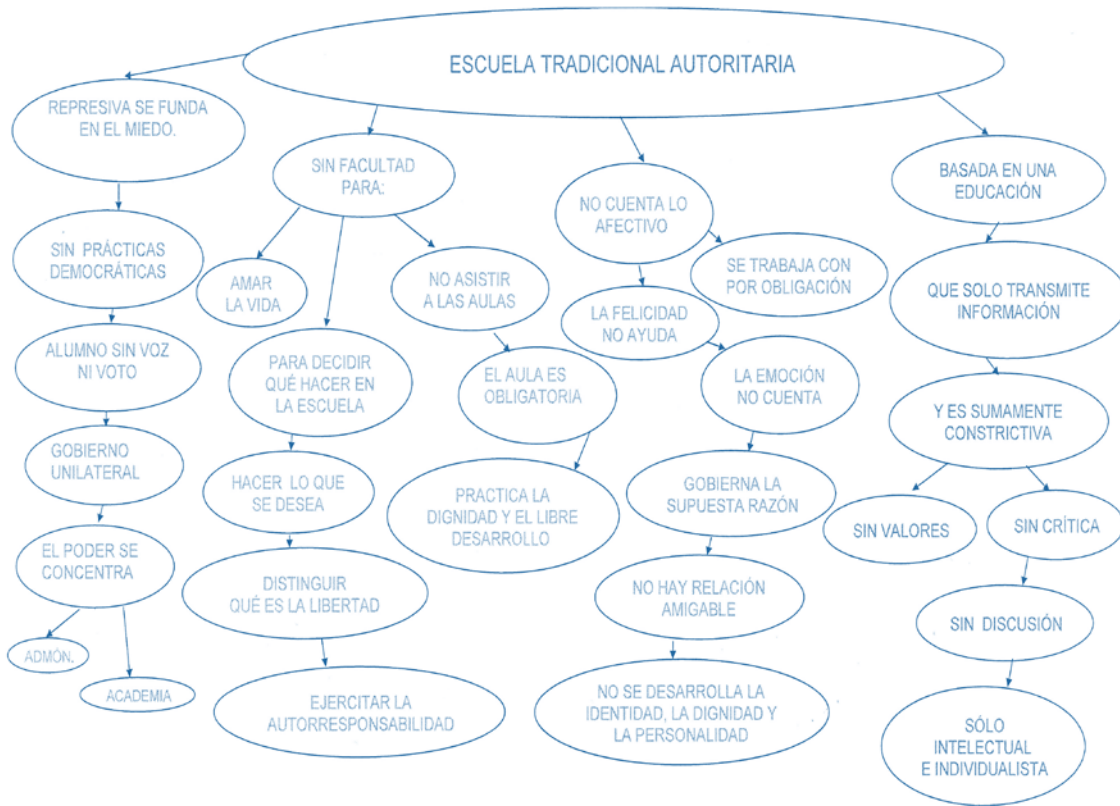 ESCUELA TRADICIONAL AUTORITARIA
REPRESIVA SE FUNDA
EN EL MIEDO.
SIN PRÁCTICAS
DEMOCRÁTICAS
ALUMNO SIN VOZ
NI VOTO
GOBIERNO
UNILATERAL
EL PODER SE
CONCENTRA
ADMÓN.
ACADEMIA
SIN FACULTAD
PARA:
AMAR
LA VIDA
PARA DECIDIR
QUÉ HACER EN
LA ESCUELA
HACER LO QUE
SE DESEA
DISTINGUIR
QUÉ ES LA LIBERTAD
EJERCITAR LA
AUTORRESPONSABILIDAD
NO ASISTIR
A LAS AULAS
EL AULA ES
OBLIGATORIA
PRACTICA LA
DIGNIDAD Y EL LIBRE
DESARROLLO
NO CUENTA LO
AFECTIVO
SE TRABAJA CON
POR OBLIGACIÓN
LA FELICIDAD
NO AYUDA
LA EMOCIÓN
NO CUENTA
GOBIERNA LA
SUPUESTA RAZÓN
NO HAY RELACIÓN
AMIGABLE
NO SE DESARROLLA LA
IDENTIDAD, LA DIGNIDAD Y
LA PERSONALIDAD
BASADA EN UNA
EDUCACIÓN
QUE SOLO TRANSMITE
INFORMACIÓN
Y ES SUMAMENTE
CONSTRICTIVA
SIN VALORES
SIN CRÍTICA
SIN DISCUSIÓN
SÓLO
INTELECTUAL
E INDIVIDUALISTA